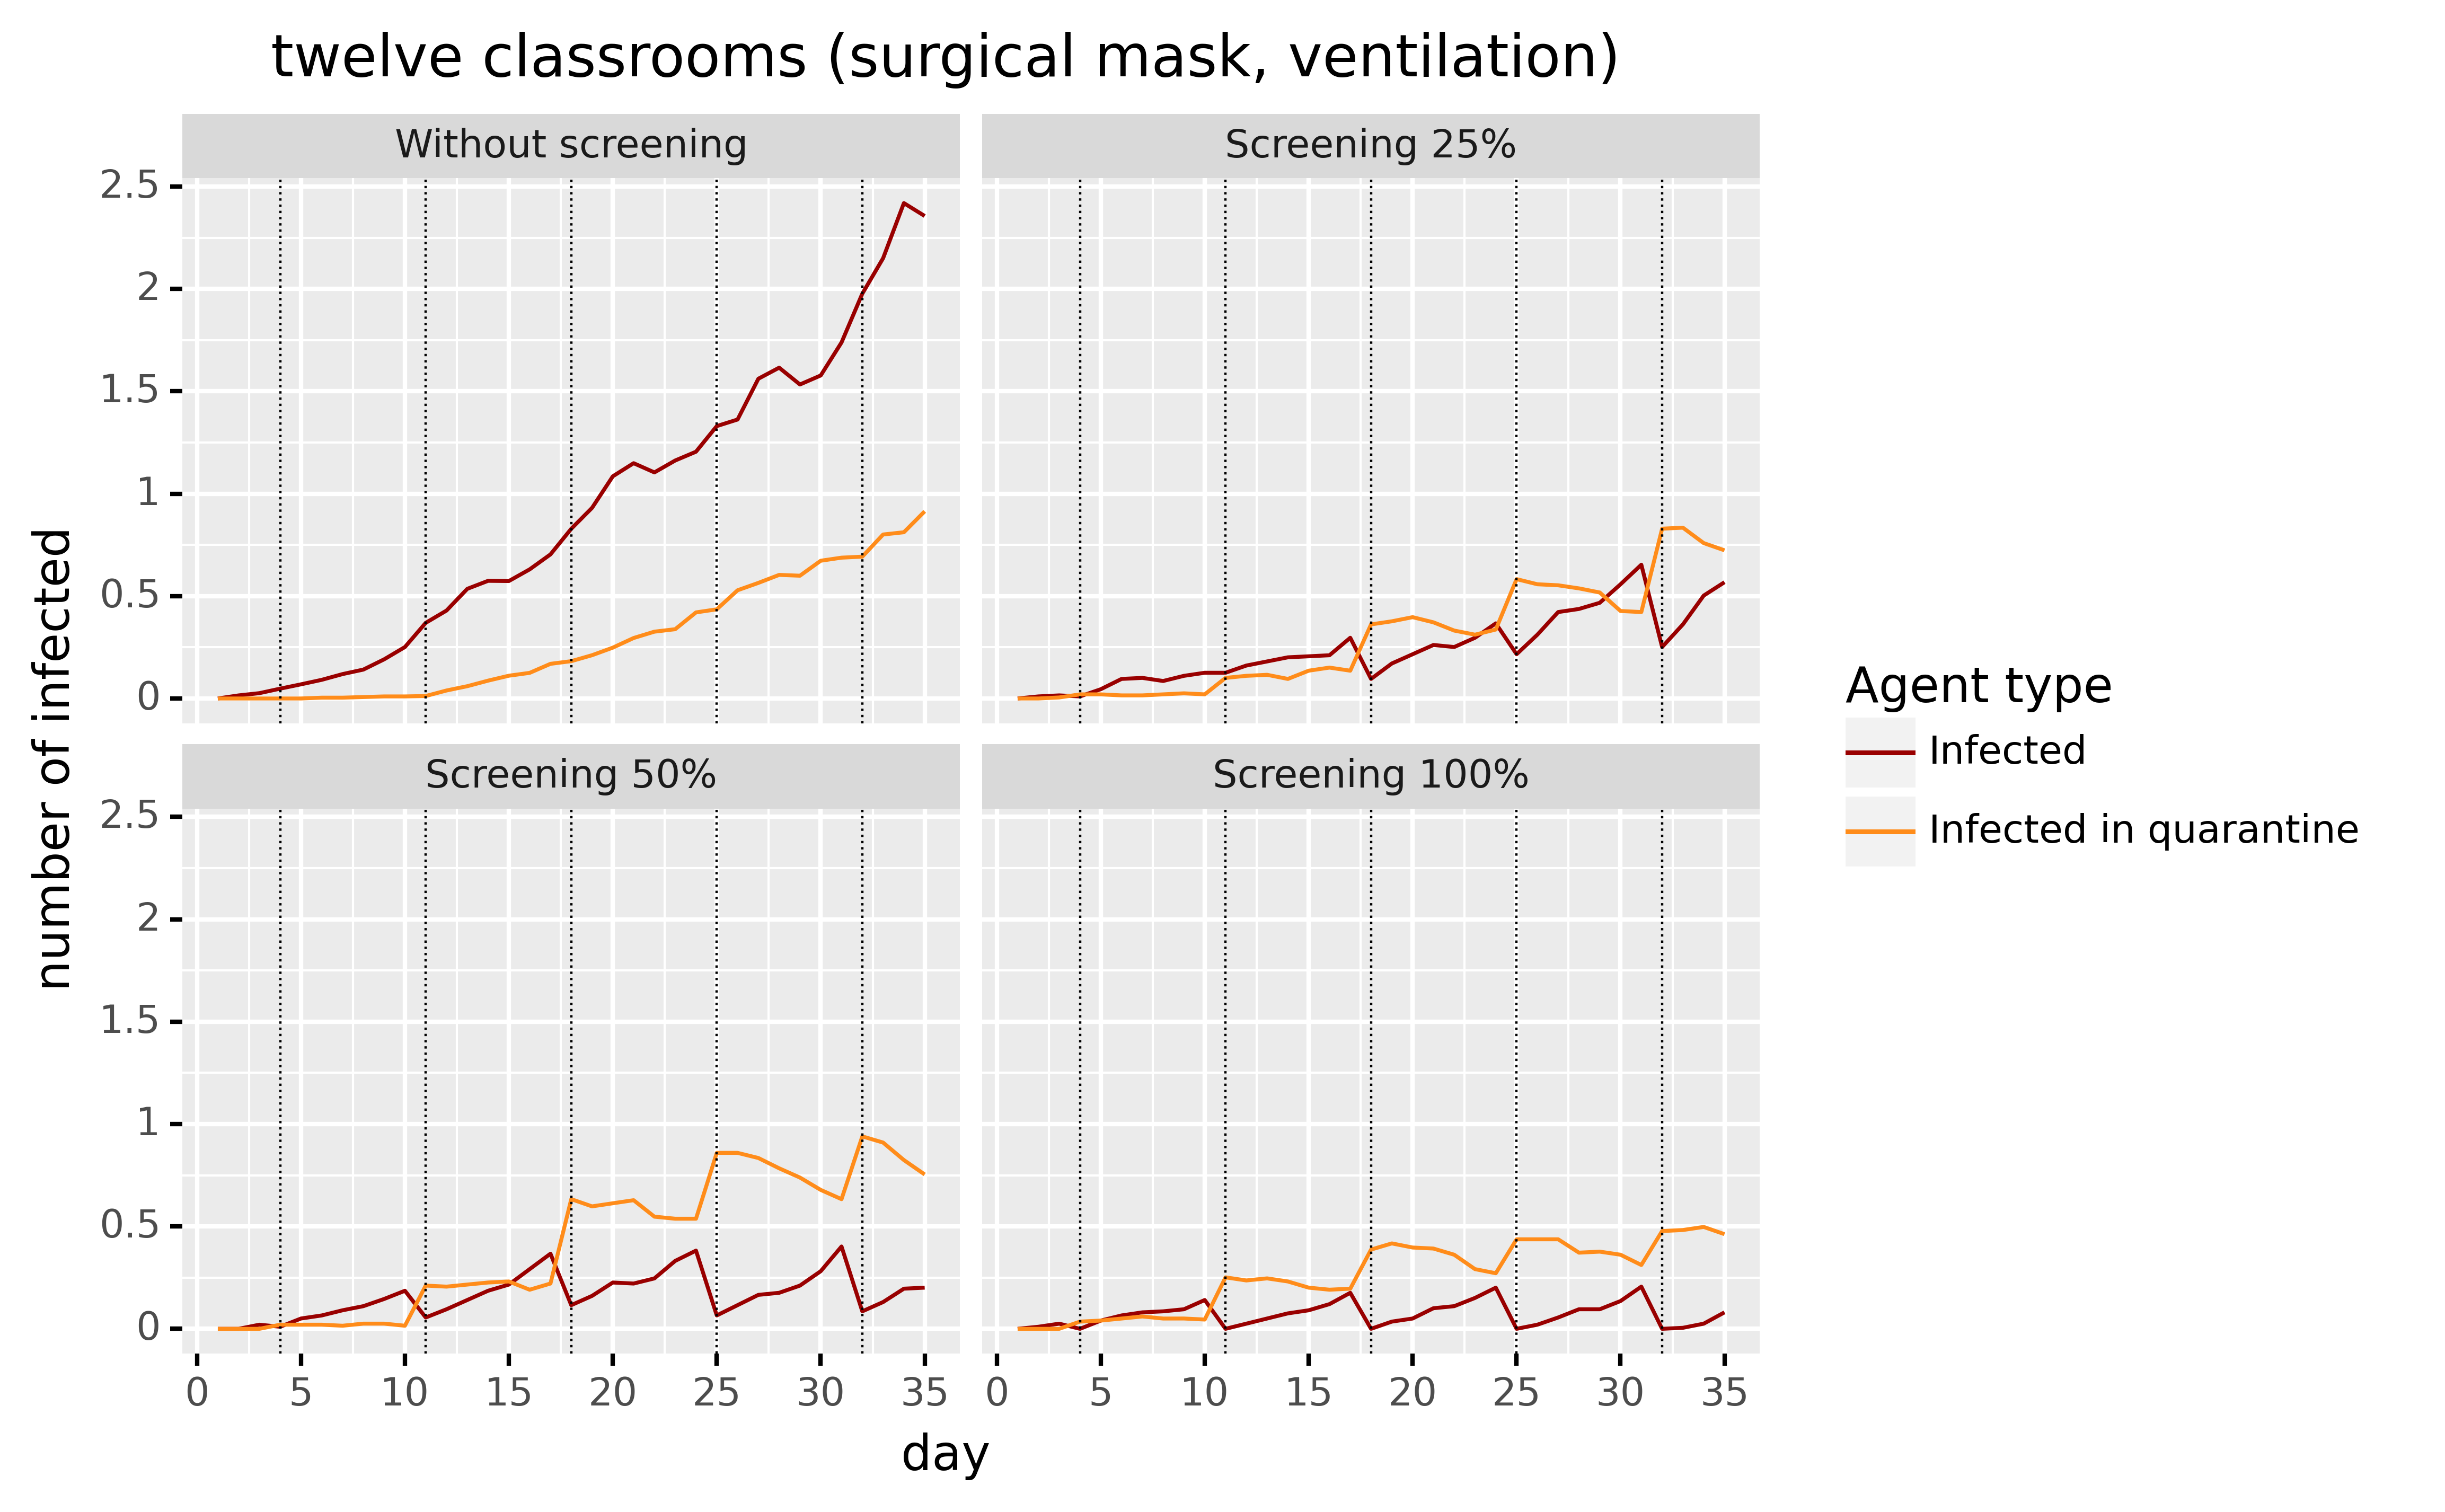 twelve classrooms (surgical mask, ventilation)
Without screening
Screening 25%
2.5
2
1.5
1
0.5
0
Screening 50%
Screening 100%
2.5
2
1.5
1
0.5
0
0 5 10 15 20 25 30 35
0 5 10 15 20 25 30 35
day
number of infected
Agent type
Infected
Infected in quarantine